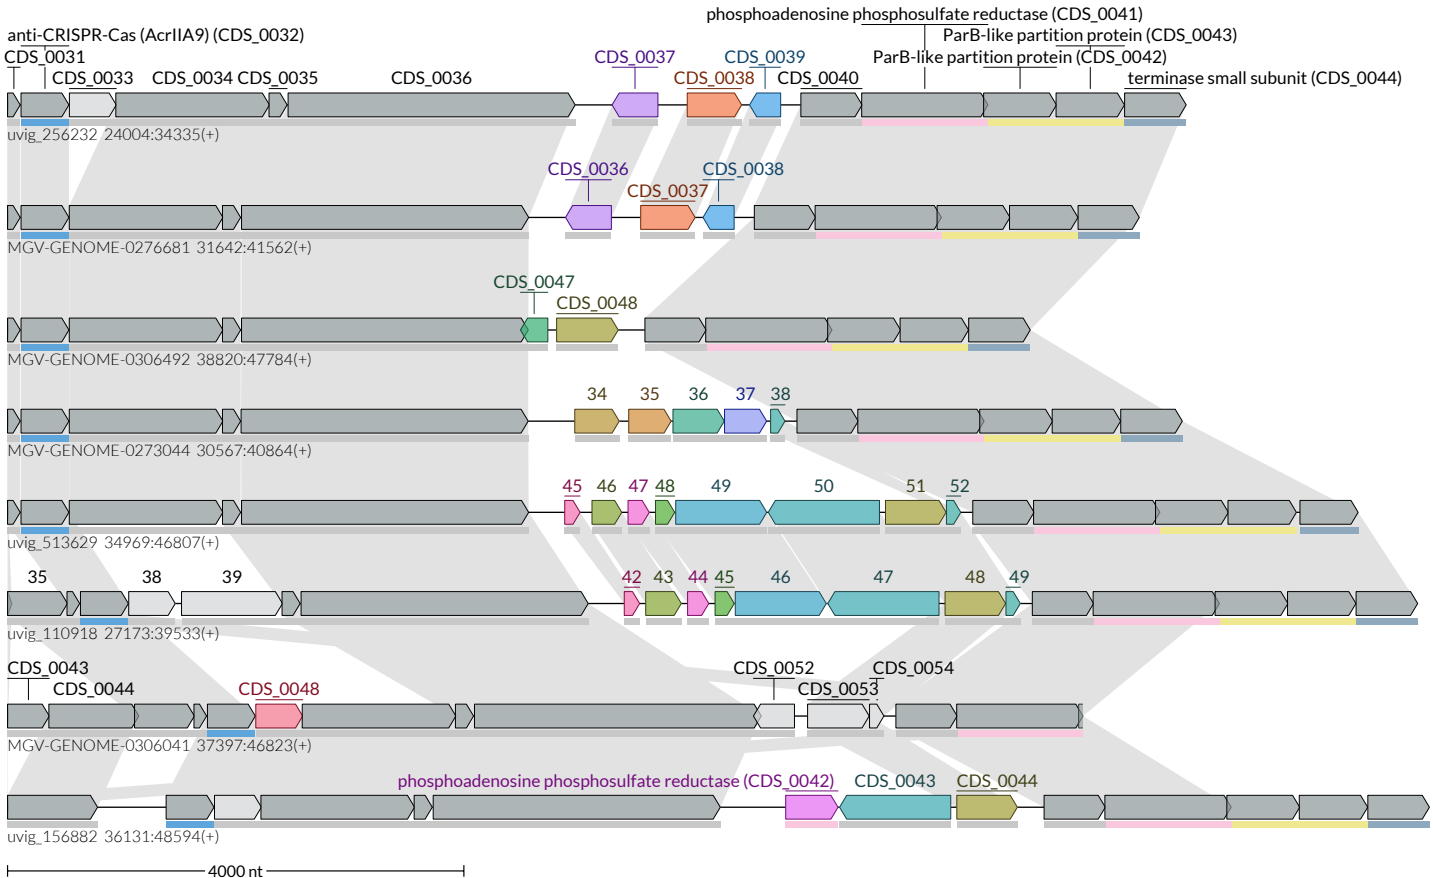 phosphoadenosine phosphosulfate reductase (CDS_0041)
anti-CRISPR-Cas (AcrIIA9) (CDS_0032)
ParB-like partition protein (CDS_0043)
CDS_0031
CDS_0037
CDS_0039
ParB-like partition protein (CDS_0042)
CDS_0033 CDS_0034 CDS_0035 CDS_0036 CDS_0038 CDS_0040 terminase small subunit (CDS_0044)
uvig_256232 24004:34335(+)
CDS_0036 CDS_0038
CDS_0037
MGV-GENOME-0276681 31642:41562(+)
CDS_0047
CDS_0048
MGV-GENOME-0306492 38820:47784(+)
34 35 36 37 38
MGV-GENOME-0273044 30567:40864(+)
45 46 47 48 49 50 51 52
uvig_513629 34969:46807(+)
35 38 39 42 43 44 45 46 47 48 49
uvig_110918 27173:39533(+)
CDS_0043 CDS_0052 CDS_0054
CDS_0044 CDS_0048 CDS_0053
MGV-GENOME-0306041 37397:46823(+)
phosphoadenosine phosphosulfate reductase (CDS_0042) CDS_0043 CDS_0044
uvig_156882 36131:48594(+)
4000 nt